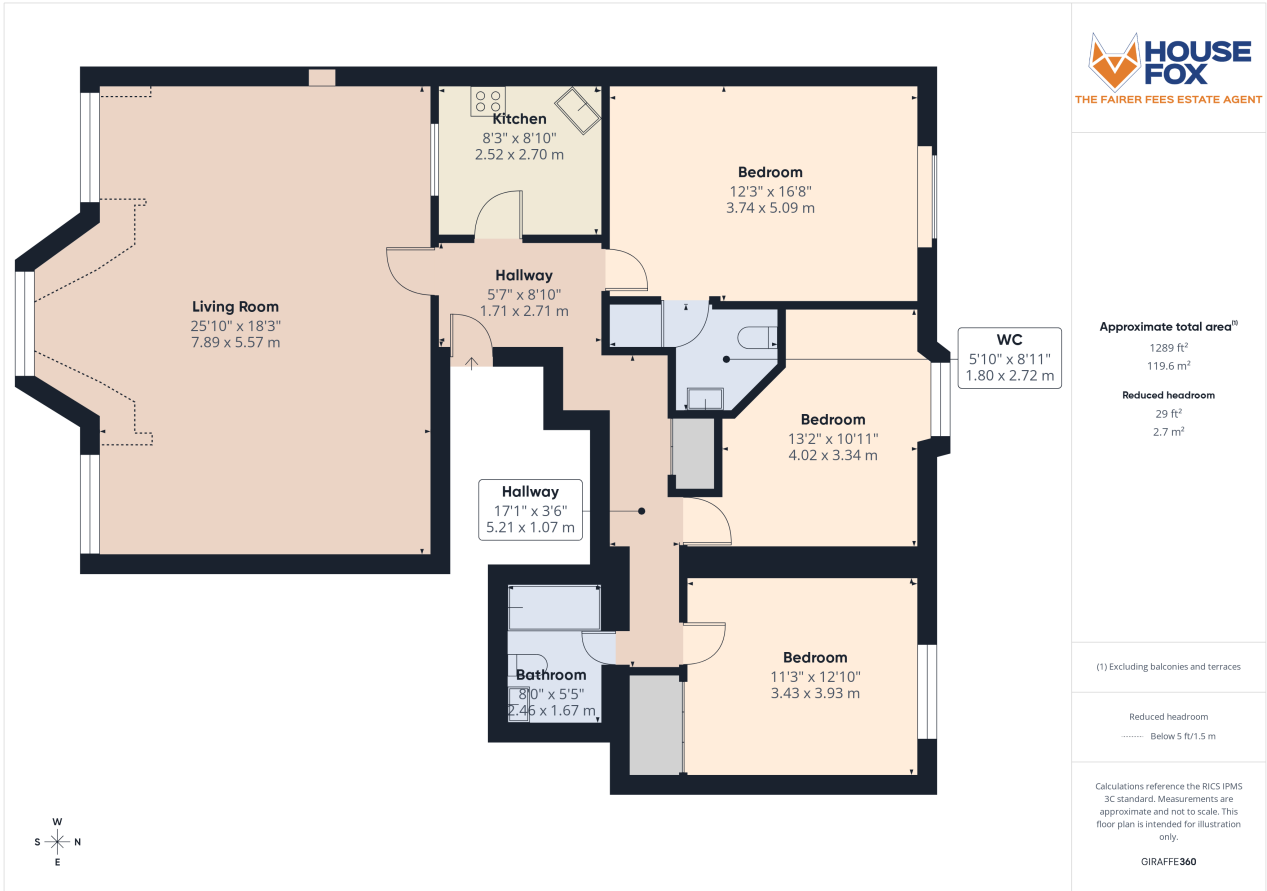 Kitchen
8'3" x 8'10"
2.52 x 2.70 m
Bedroom
12'3" x 16'8"
3.74 x 5.09 m
Hallway
5'7" x 8'10"
1.71 x 2.71 m
Living Room
25'10" x 18'3"
7.89 x 5.57 m
WC
5'10" x 8'11"
1.80 x 2.72 m
Bedroom
13'2" x 10'11"
4.02 x 3.34 m
Hallway
17'1" x 3'6"
5.21 x 1.07 m
Bathroom
8'0" x 5'5"
2.46 x 1.67 m
Bedroom
11'3" x 12'10"
3.43 x 3.93 m
W
S N
E
HOUSE
FOX
THE FAIRER FEES ESTATE AGENT
Approximate total area(1)
1289 ft²
119.6 m²
Reduced headroom
29 ft²
2.7 m²
(1) Excluding balconies and terraces
Reduced headroom
Below 5 ft/1.5 m
Calculations reference the RICS IPMS
3C standard. Measurements are
approximate and not to scale. This
floor plan is intended for illustration
only.
GIRAFFE360